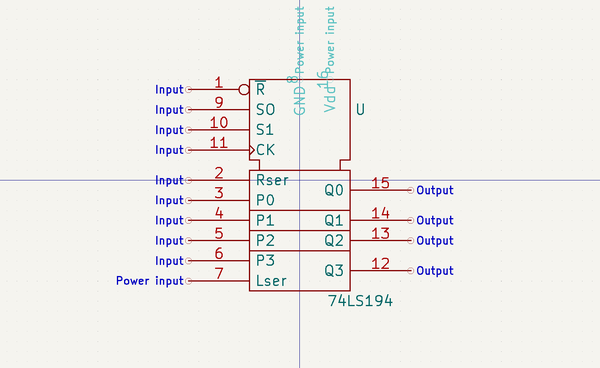 Power input
Power input
8
16
GND
Vdd
Input 1 R
Input 9 SO
Input 10 S1
Input 11 CK
U
Input 2 Rser
Input 3 P0
Q0 15 Output
Input 4 P1 Q1 14 Output
Input 5 P2 Q2 13 Output
Input 6 P3
Q3 12 Output
Power input 7 Lser
74LS194